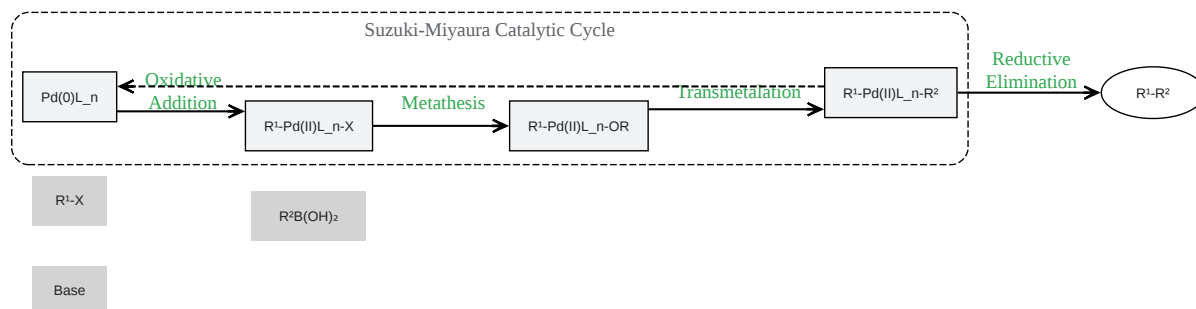 Suzuki-Miyaura Catalytic Cycle
Reductive
Elimination
Oxidative
Addition
Metathesis
Transmetalation
Pd(0)L_n
R¹-Pd(II)L_n-X
R¹-Pd(II)L_n-OR
R¹-Pd(II)L_n-R²
R¹-R²
R¹-X
R²B(OH)₂
Base